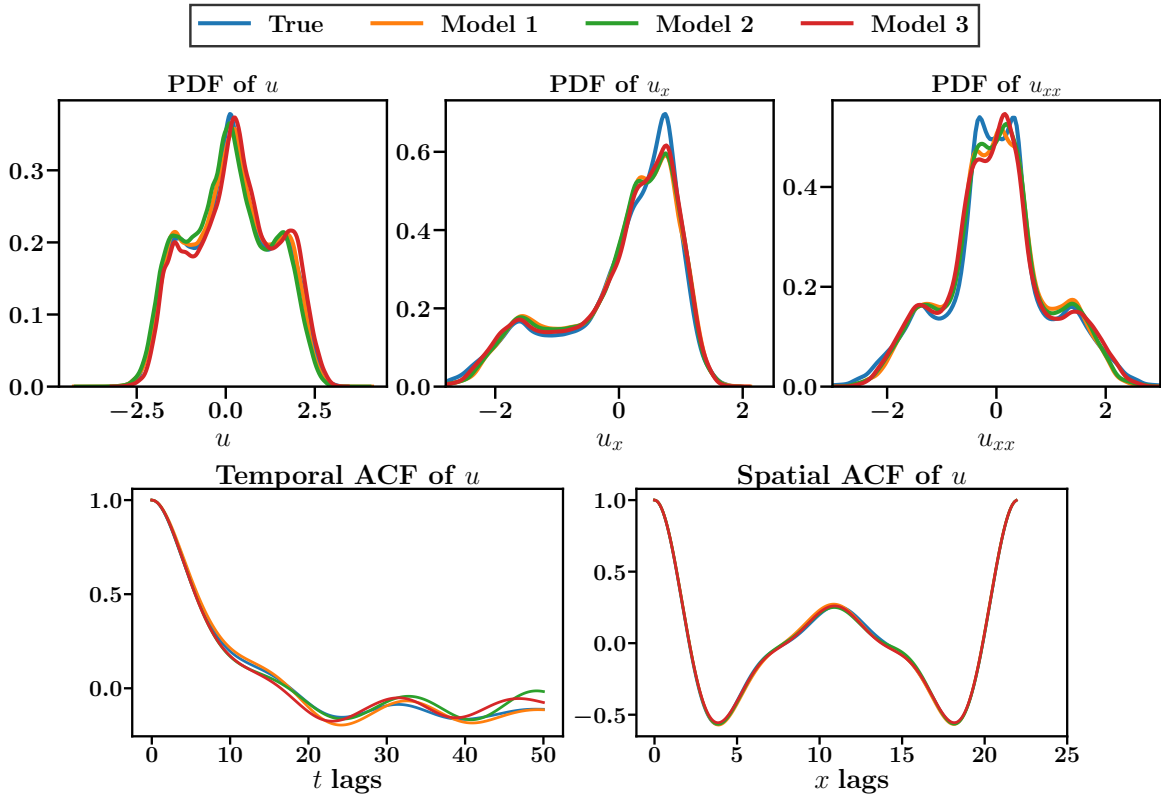 True Model 1 Model 2 Model 3
PDF of u PDF of u_x PDF of u_xx
0.3
0.2
0.1
0.0
−2.5 0.0 2.5
u
0.6
0.4
0.2
0.0
−2 0 2
u_x
0.4
0.2
0.0
−2 0 2
u_xx
Temporal ACF of u Spatial ACF of u
1.0
0.5
0.0
0 10 20 30 40 50
t lags
1.0
0.5
0.0
−0.5
0 5 10 15 20 25
x lags